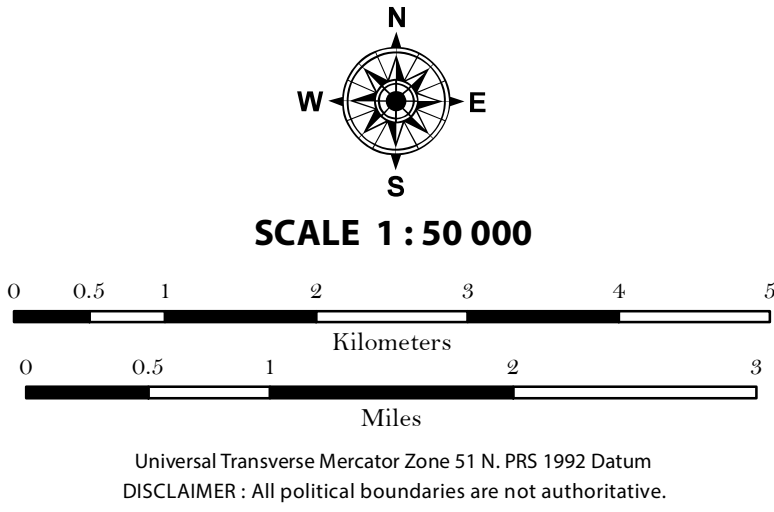 N
W E
S
SCALE 1 : 50 000
0 0.5 1 2 3 4 5
Kilometers
0 0.5 1 2 3
Miles
Universal Transverse Mercator Zone 51 N. PRS 1992 Datum
DISCLAIMER : All political boundaries are not authoritative.